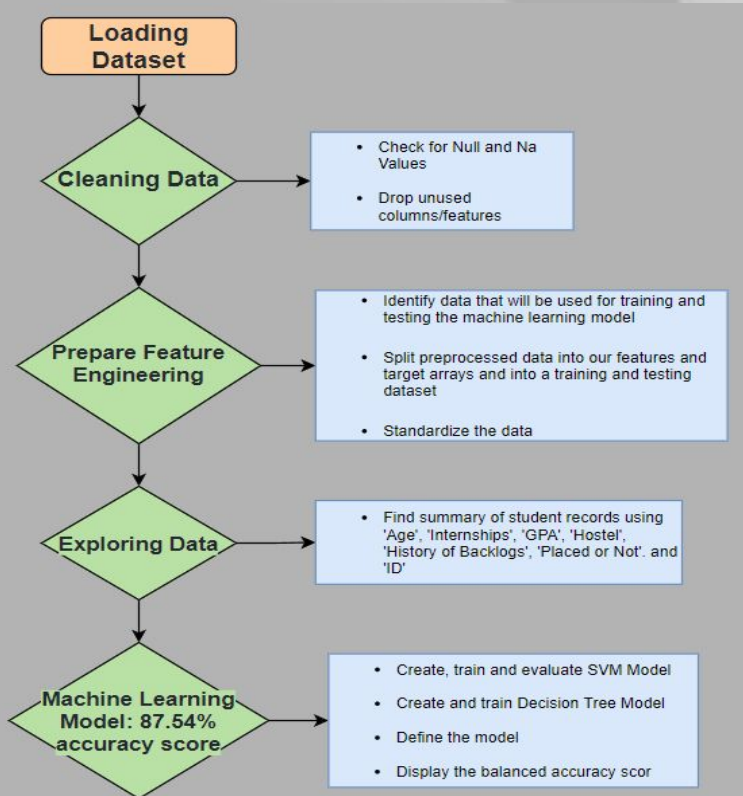 Loading
Dataset
Cleaning Data
• Check for Null and Na
Values
• Drop unused
columns/features
Prepare Feature
Engineering
• Identify data that will be used for training and
testing the machine learning model
• Split preprocessed data into our features and
target arrays and into a training and testing
dataset
• Standardize the data
Exploring Data
• Find summary of student records using
'Age', 'Internships', 'GPA', 'Hostel',
'History of Backlogs', 'Placed or Not'. and
'ID'
Machine Learning
Model: 87.54%
accuracy score
• Create, train and evaluate SVM Model
• Create and train Decision Tree Model
• Define the model
• Display the balanced accuracy scor